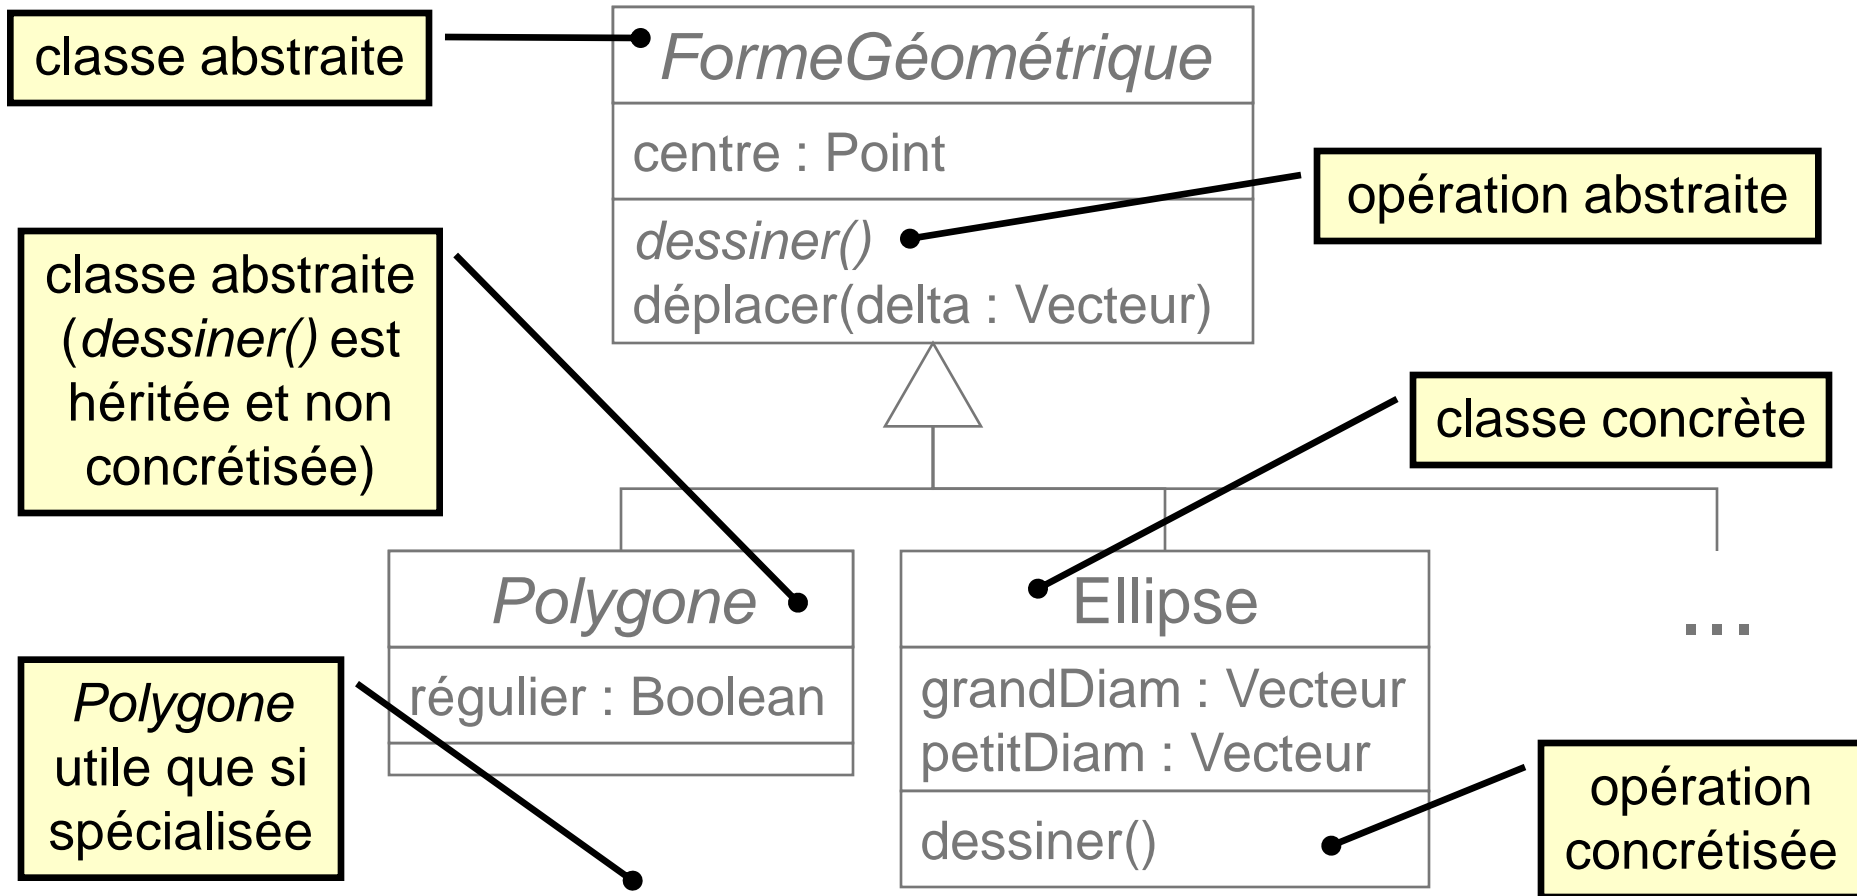 classe abstraite
FormeGéométrique
centre : Point
opération abstraite
dessiner()
déplacer(delta : Vecteur)
classe abstraite
(dessiner() est
héritée et non
concrétisée)
classe concrète
Polygone
régulier : Boolean
Ellipse
grandDiam : Vecteur
petitDiam : Vecteur
dessiner()
...
Polygone
utile que si
spécialisée
opération
concrétisée